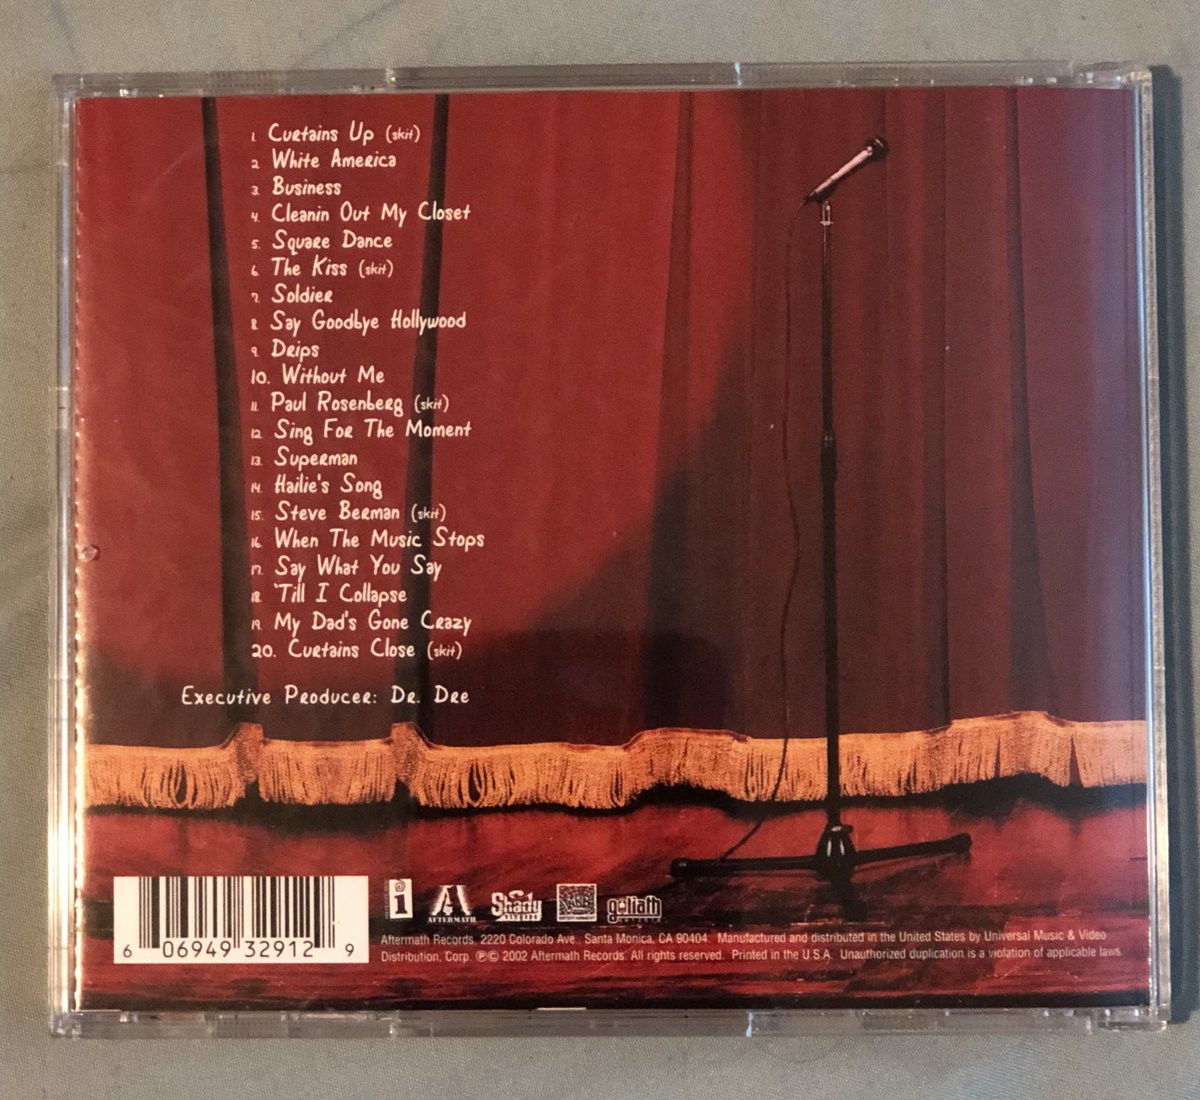 1. Curtains Up (skit)
2. White America
3. Business
4. Cleanin Out My Closet
5. Square Dance
6. The Kiss (skit)
7. Soldier
8. Say Goodbye Hollywood
9. Drips
10. Without Me
11. Paul Rosenberg (skit)
12. Sing For The Moment
13. Superman
14. Hailie's Song
15. Steve Berman (skit)
16. When The Music Stops
17. Say What You Say
18. 'Till I Collapse
19. My Dad's Gone Crazy
20. Curtains Close (skit)
Executive Producer: Dr. Dre
i AFTERMATH Shady goliath
6 06949 32912 9
Aftermath Records, 2220 Colorado Ave., Santa Monica, CA 90404. Manufactured and distributed in the United States by Universal Music & Video
Distribution, Corp. ℗© 2002 Aftermath Records. All rights reserved. Printed in the U.S.A. Unauthorized duplication is a violation of applicable laws.